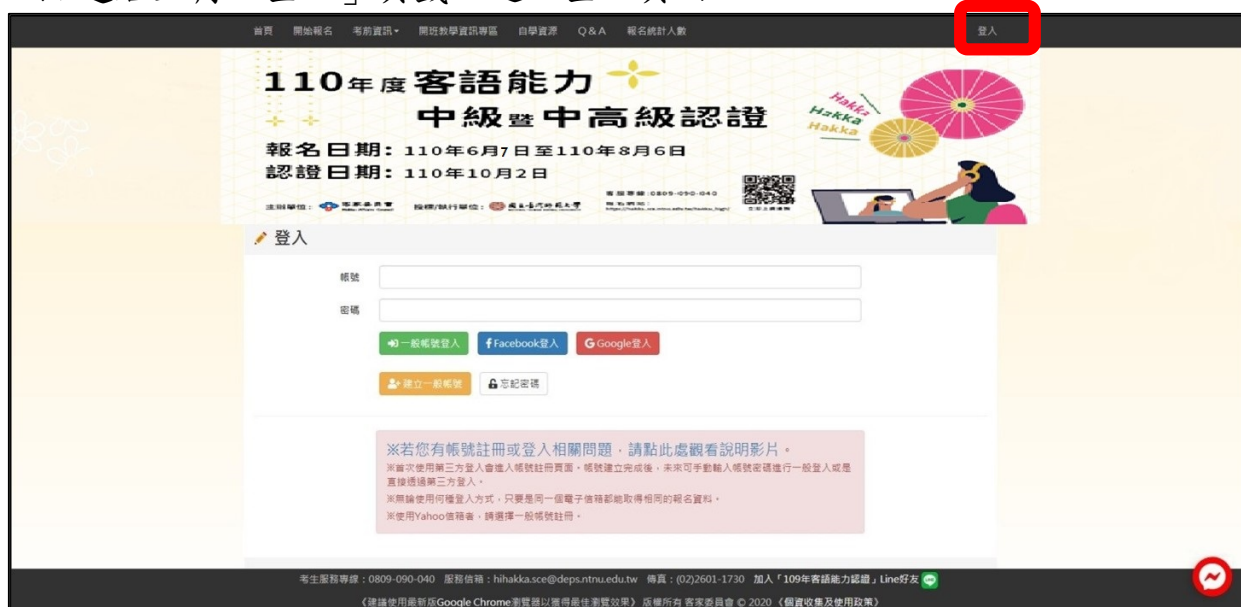 首頁 開始報名 考前資訊 開班教學資訊專區 自學資源 Q&A 報名統計人數 登入
110年度客語能力
中級暨中高級認證
Hakka
Hakka
Hakka
報名日期：110年6月7日至110年8月6日
認證日期：110年10月2日
客服專線：0809-090-040
主辦單位： 客家委員會
登入
帳號
密碼
一般帳號登入 Facebook登入 Google登入
建立一般帳號 忘記密碼
※若您有帳號註冊或登入相關問題，請點此處觀看說明影片。
※首次使用第三方登入會進入帳號註冊頁面，帳號建立完成後，未來可手動輸入帳號密碼進行一般登入或是
直接透過第三方登入。
※無論使用何種登入方式，只要是同一個電子信箱都能取得相同的報名資料。
※使用Yahoo信箱者，請選擇一般帳號註冊。
考生服務專線：0809-090-040 服務信箱：hihakka.sce@deps.ntnu.edu.tw 傳真：(02)2601-1730 加入「109年客語能力認證」Line好友
《建議使用最新版Google Chrome瀏覽器以獲得最佳瀏覽效果》 版權所有 客家委員會 © 2020 《個資收集及使用政策》